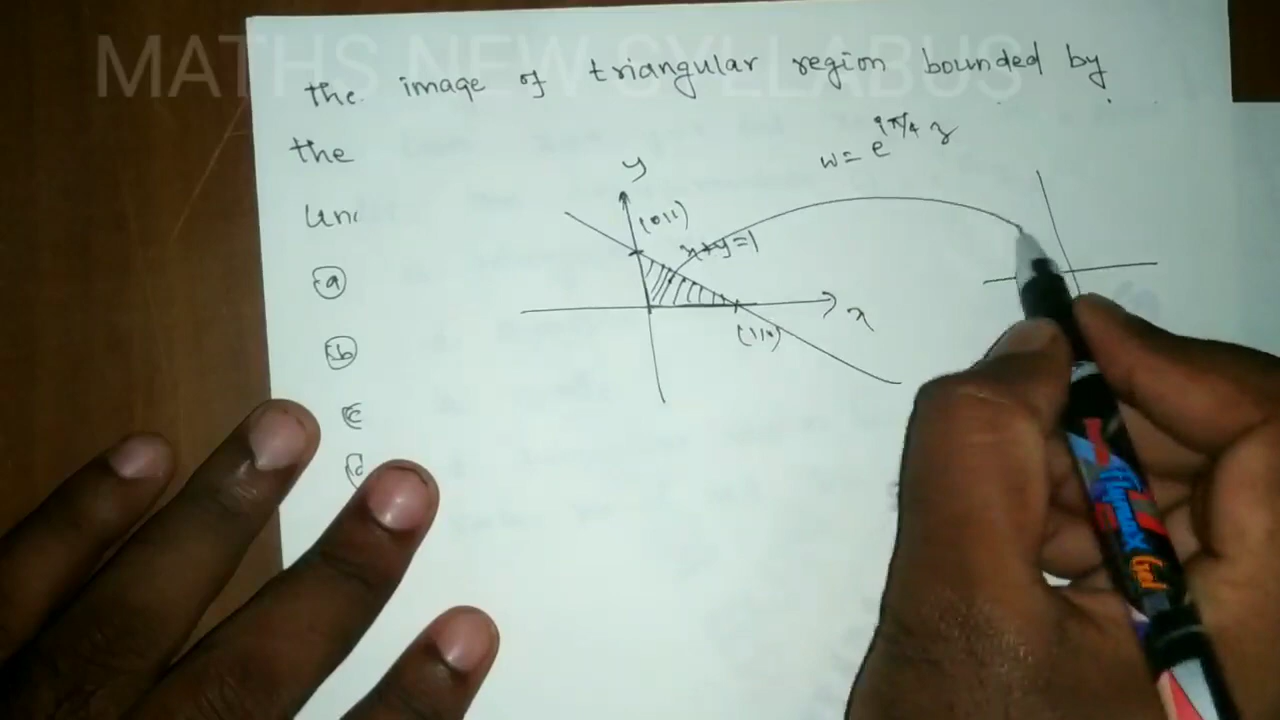 MATHS NEW SYLLABUS
the image of triangular region bounded by
the
w = e^{iπ/4} z
y
(0,1)
x+y=1
x
(1,0)
(a)
(b)
(c
(d